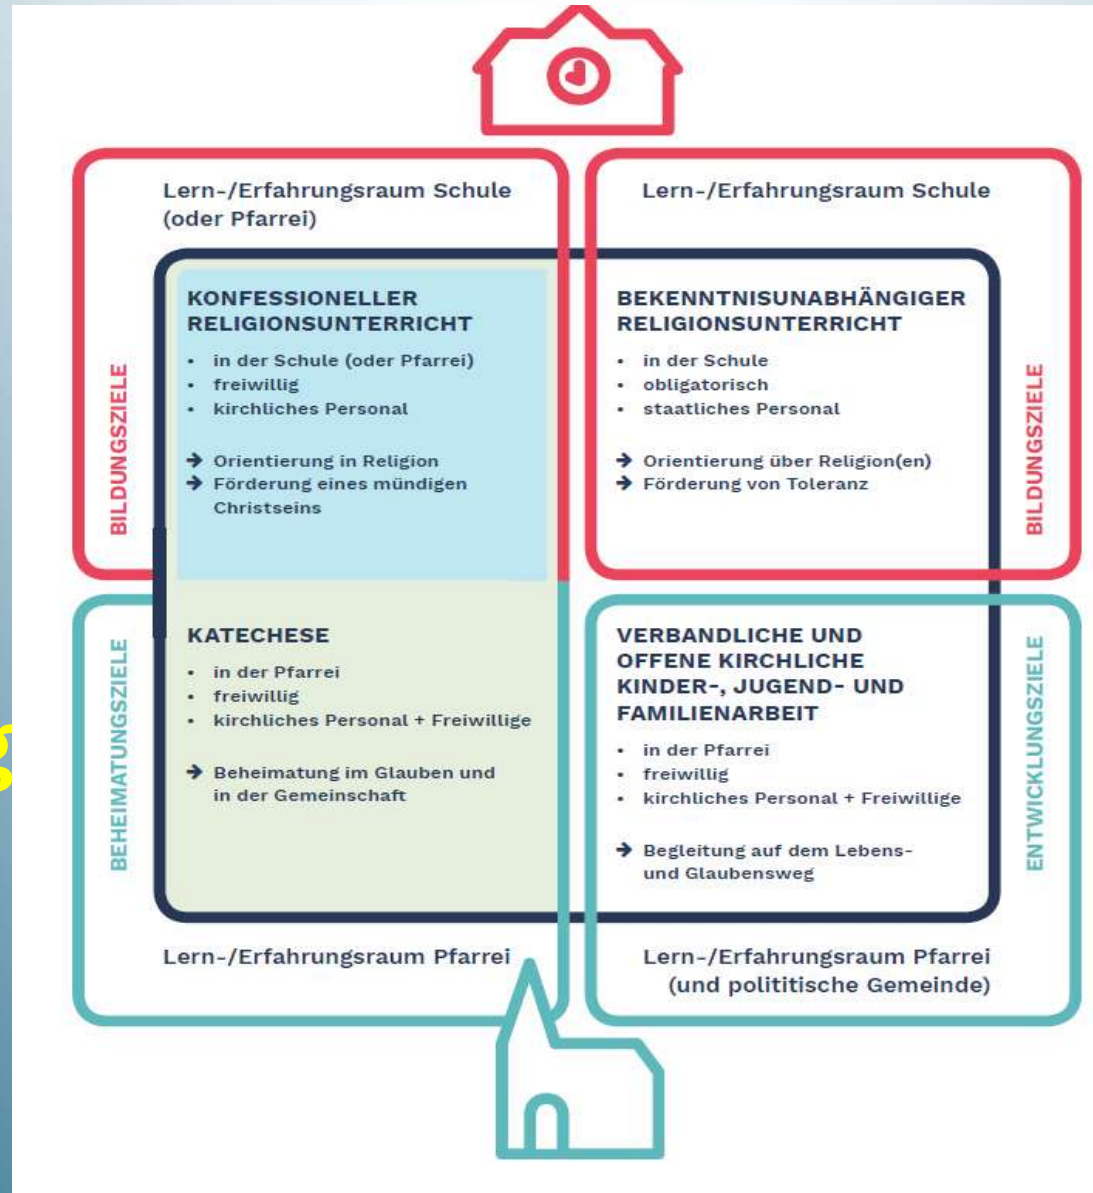 Lern-/Erfahrungsraum Schule
(oder Pfarrei)
Lern-/Erfahrungsraum Schule
BILDUNGSZIELE
KONFESSIONELLER
RELIGIONSUNTERRICHT
• in der Schule (oder Pfarrei)
• freiwillig
• kirchliches Personal
→ Orientierung in Religion
→ Förderung eines mündigen
Christseins
BEKENNTNISUNABHÄNGIGER
RELIGIONSUNTERRICHT
• in der Schule
• obligatorisch
• staatliches Personal
→ Orientierung über Religion(en)
→ Förderung von Toleranz
BILDUNGSZIELE
BEHEIMATUNGSZIELE
KATECHESE
• in der Pfarrei
• freiwillig
• kirchliches Personal + Freiwillige
→ Beheimatung im Glauben und
in der Gemeinschaft
VERBANDLICHE UND
OFFENE KIRCHLICHE
KINDER-, JUGEND- UND
FAMILIENARBEIT
• in der Pfarrei
• freiwillig
• kirchliches Personal + Freiwillige
→ Begleitung auf dem Lebens-
und Glaubensweg
ENTWICKLUNGSZIELE
Lern-/Erfahrungsraum Pfarrei
Lern-/Erfahrungsraum Pfarrei
(und polititische Gemeinde)